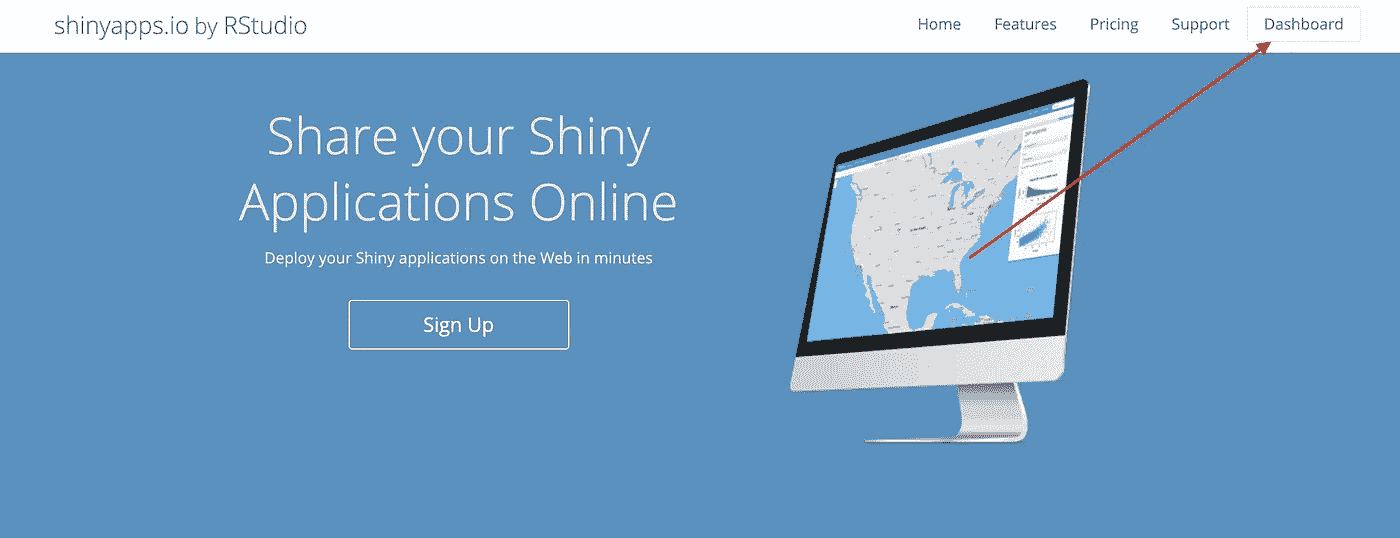 shinyapps.io by RStudio
Home Features Pricing Support Dashboard
Share your Shiny
Applications Online
Deploy your Shiny applications on the Web in minutes
Sign Up